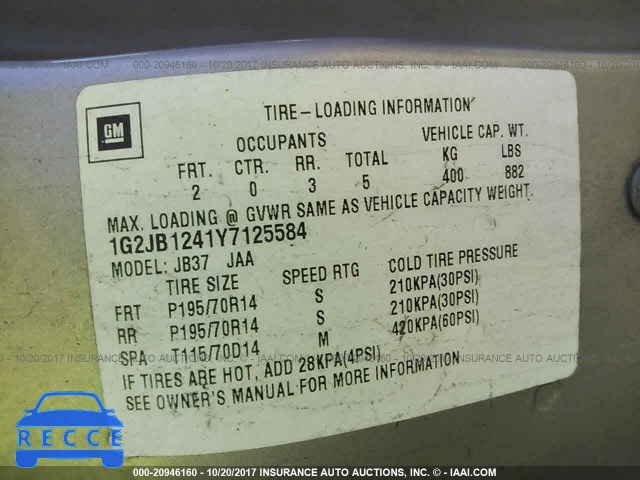 000-20946160 - 10/20/2017 INSURANCE AUTO AUCTIONS, INC. - © - IAAI.COM
GM
TIRE-LOADING INFORMATION
OCCUPANTS VEHICLE CAP. WT.
FRT. CTR. RR. TOTAL KG LBS
2 0 3 5 400 882
MAX. LOADING @ GVWR SAME AS VEHICLE CAPACITY WEIGHT.
1G2JB1241Y7125584
MODEL: JB37 JAA
TIRE SIZE SPEED RTG COLD TIRE PRESSURE
FRT P195/70R14 S 210KPA(30PSI)
RR P195/70R14 S 210KPA(30PSI)
SPA T115/70D14 M 420KPA(60PSI)
IF TIRES ARE HOT, ADD 28KPA(4PSI)
SEE OWNER'S MANUAL FOR MORE INFORMATION
RECCE
000-20946160 - 10/20/2017 INSURANCE AUTO AUCTIONS, INC. - © - IAAI.COM